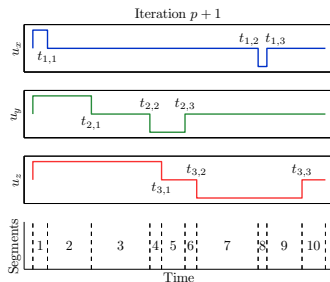 Iteration p + 1
u_x
t_{1,1}
t_{1,2} t_{1,3}
u_y
t_{2,1}
t_{2,2} t_{2,3}
u_z
t_{3,1}
t_{3,2}
t_{3,3}
Segments
0
1 2 3 4 5 6 7 8 9 10
Time